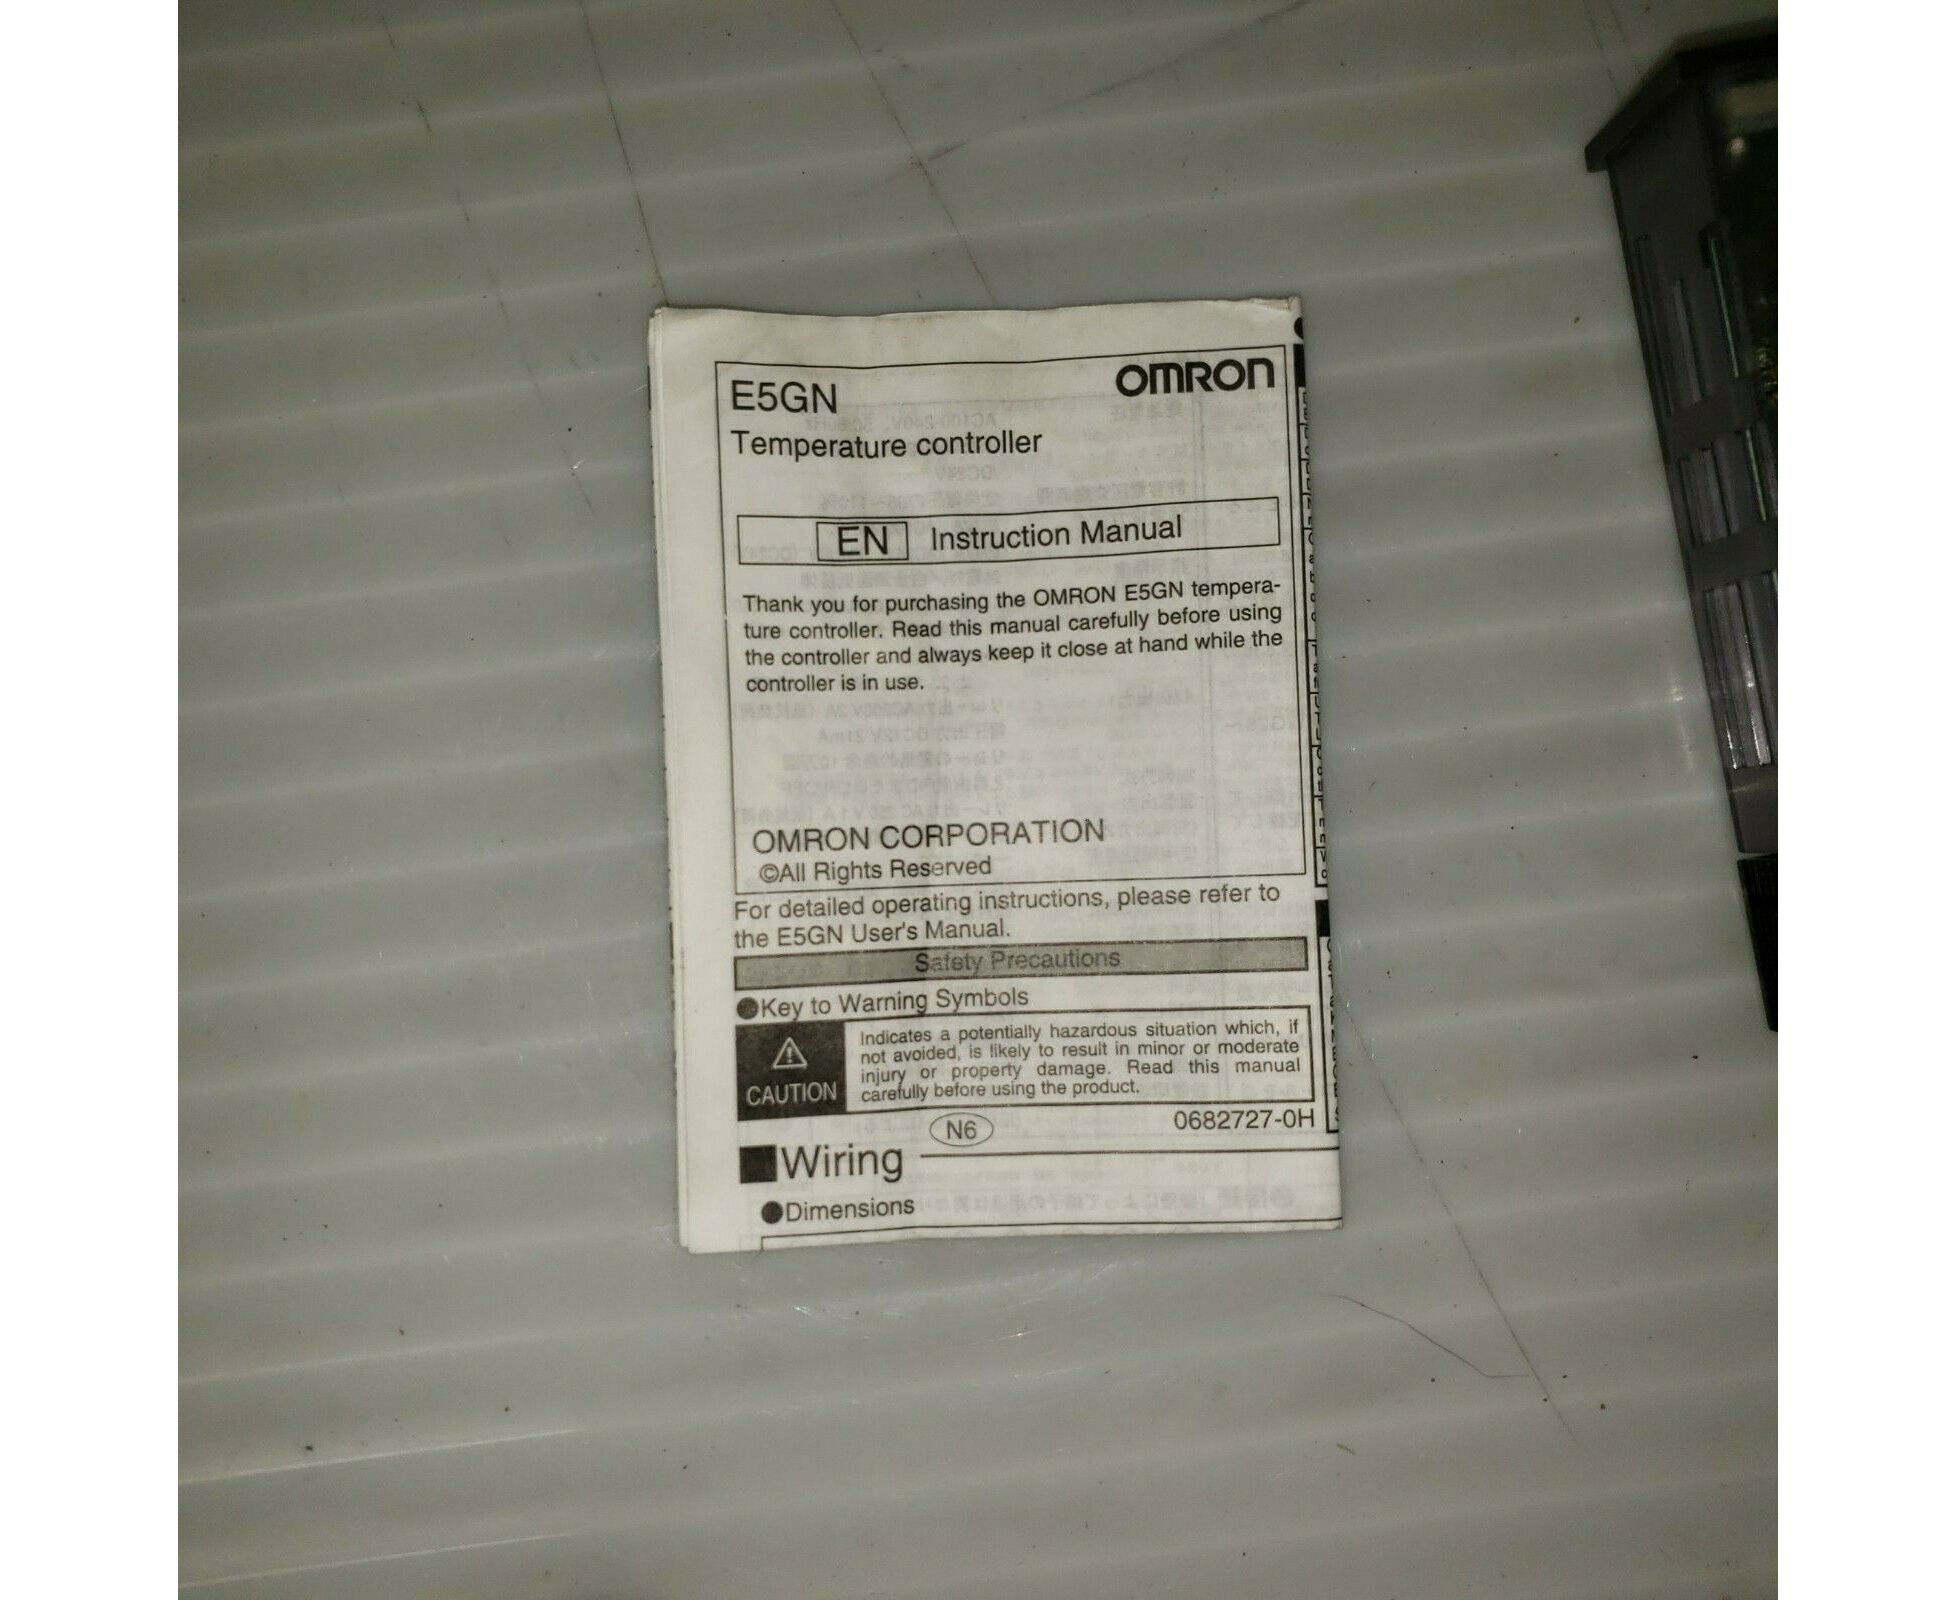 E5GN
OMRON
Temperature controller
EN Instruction Manual
Thank you for purchasing the OMRON E5GN tempera-
ture controller. Read this manual carefully before using
the controller and always keep it close at hand while the
controller is in use.
OMRON CORPORATION
©All Rights Reserved
For detailed operating instructions, please refer to
the E5GN User's Manual.
Safety Precautions
●Key to Warning Symbols
CAUTION
Indicates a potentially hazardous situation which, if
not avoided, is likely to result in minor or moderate
injury or property damage. Read this manual
carefully before using the product.
N6
0682727-0H
■Wiring
●Dimensions